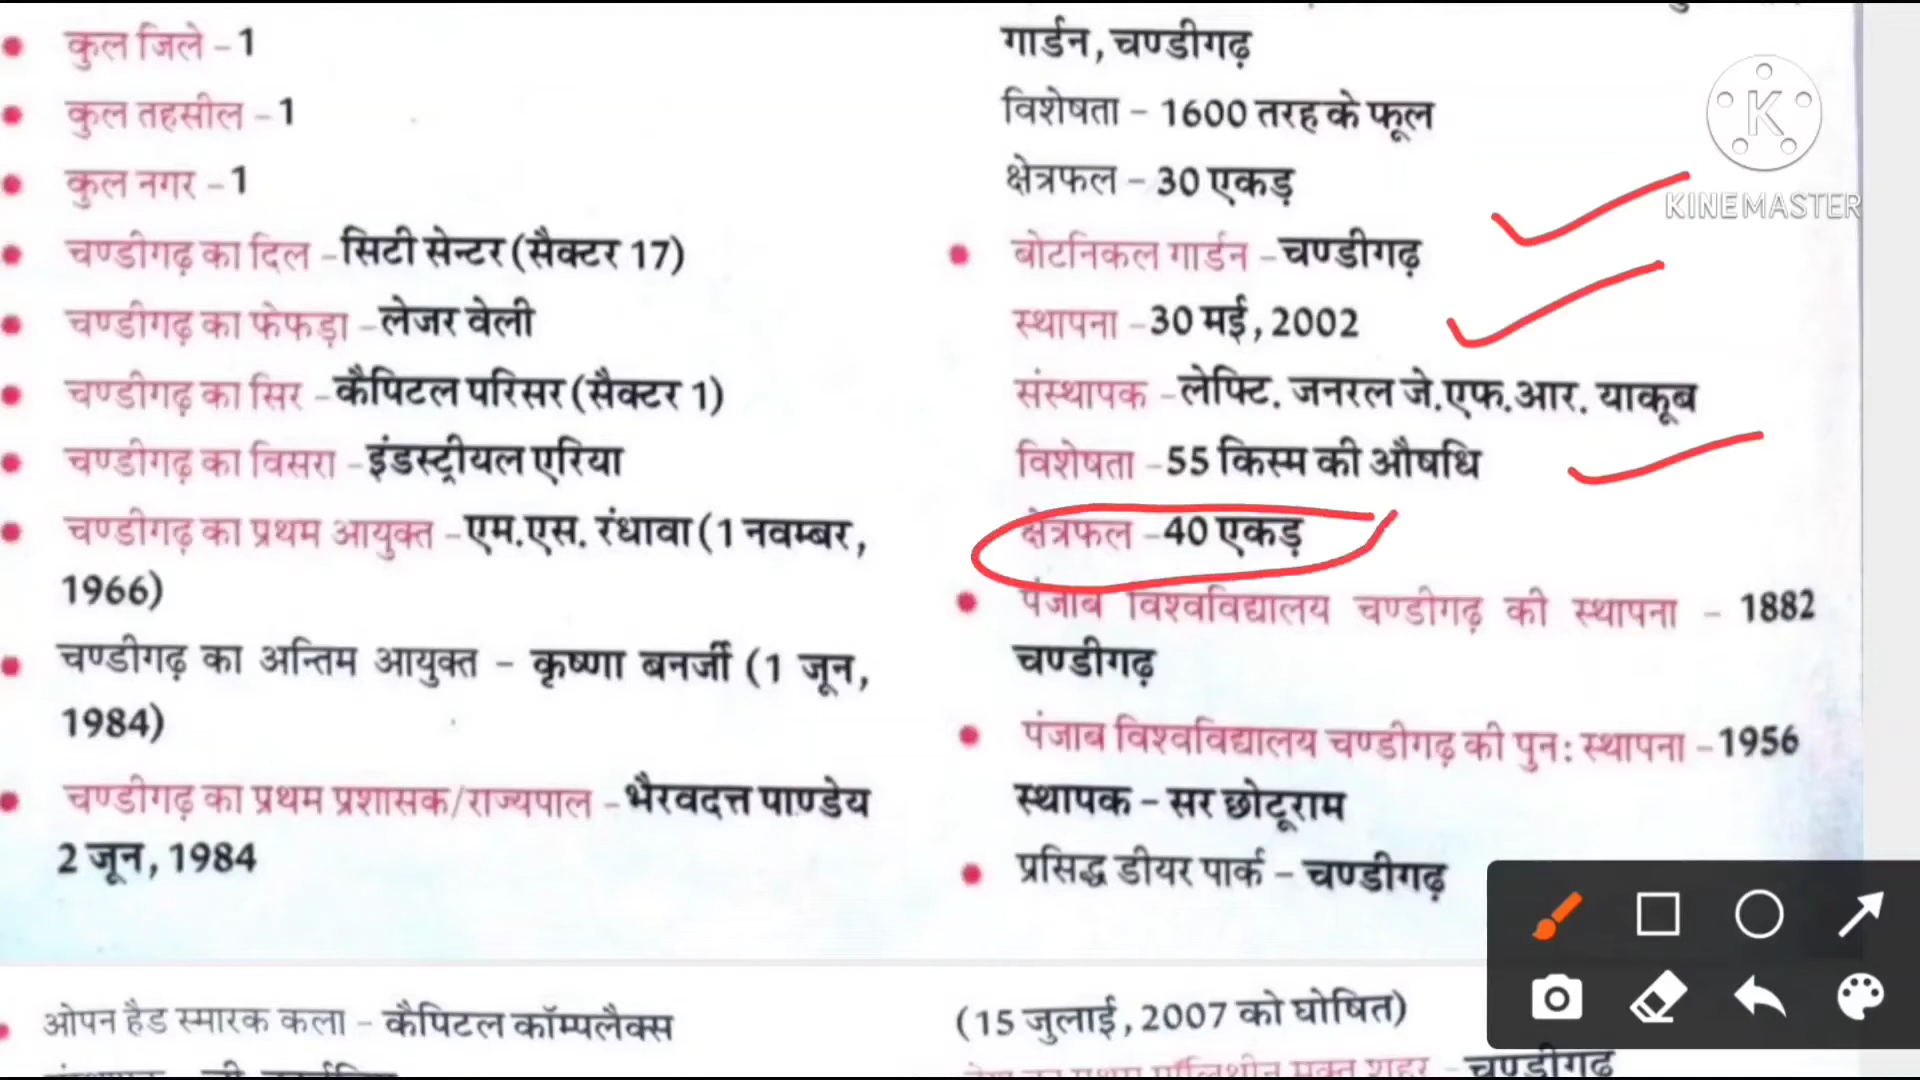 कुल जिले – 1
कुल तहसील – 1
कुल नगर – 1
चण्डीगढ़ का दिल – सिटी सेन्टर (सैक्टर 17)
चण्डीगढ़ का फेफड़ा – लेजर वेली
चण्डीगढ़ का सिर – कैपिटल परिसर (सैक्टर 1)
चण्डीगढ़ का विसरा – इंडस्ट्रीयल एरिया
चण्डीगढ़ का प्रथम आयुक्त – एम.एस. रंधावा (1 नवम्बर,
1966)
चण्डीगढ़ का अन्तिम आयुक्त – कृष्णा बनर्जी (1 जून,
1984)
चण्डीगढ़ का प्रथम प्रशासक/राज्यपाल – भैरवदत्त पाण्डेय
2 जून, 1984
गार्डन, चण्डीगढ़
विशेषता – 1600 तरह के फूल
क्षेत्रफल – 30 एकड़
बोटनिकल गार्डन – चण्डीगढ़
स्थापना – 30 मई, 2002
संस्थापक – लेफ्टि. जनरल जे.एफ.आर. याकूब
विशेषता – 55 किस्म की औषधि
क्षेत्रफल – 40 एकड़
पंजाब विश्वविद्यालय चण्डीगढ़ की स्थापना – 1882
चण्डीगढ़
पंजाब विश्वविद्यालय चण्डीगढ़ की पुन: स्थापना – 1956
स्थापक – सर छोटूराम
प्रसिद्ध डीयर पार्क – चण्डीगढ़
ओपन हैड स्मारक कला – कैपिटल कॉम्पलैक्स
(15 जुलाई, 2007 को घोषित)
– चण्डीगढ़
K
KINEMASTER